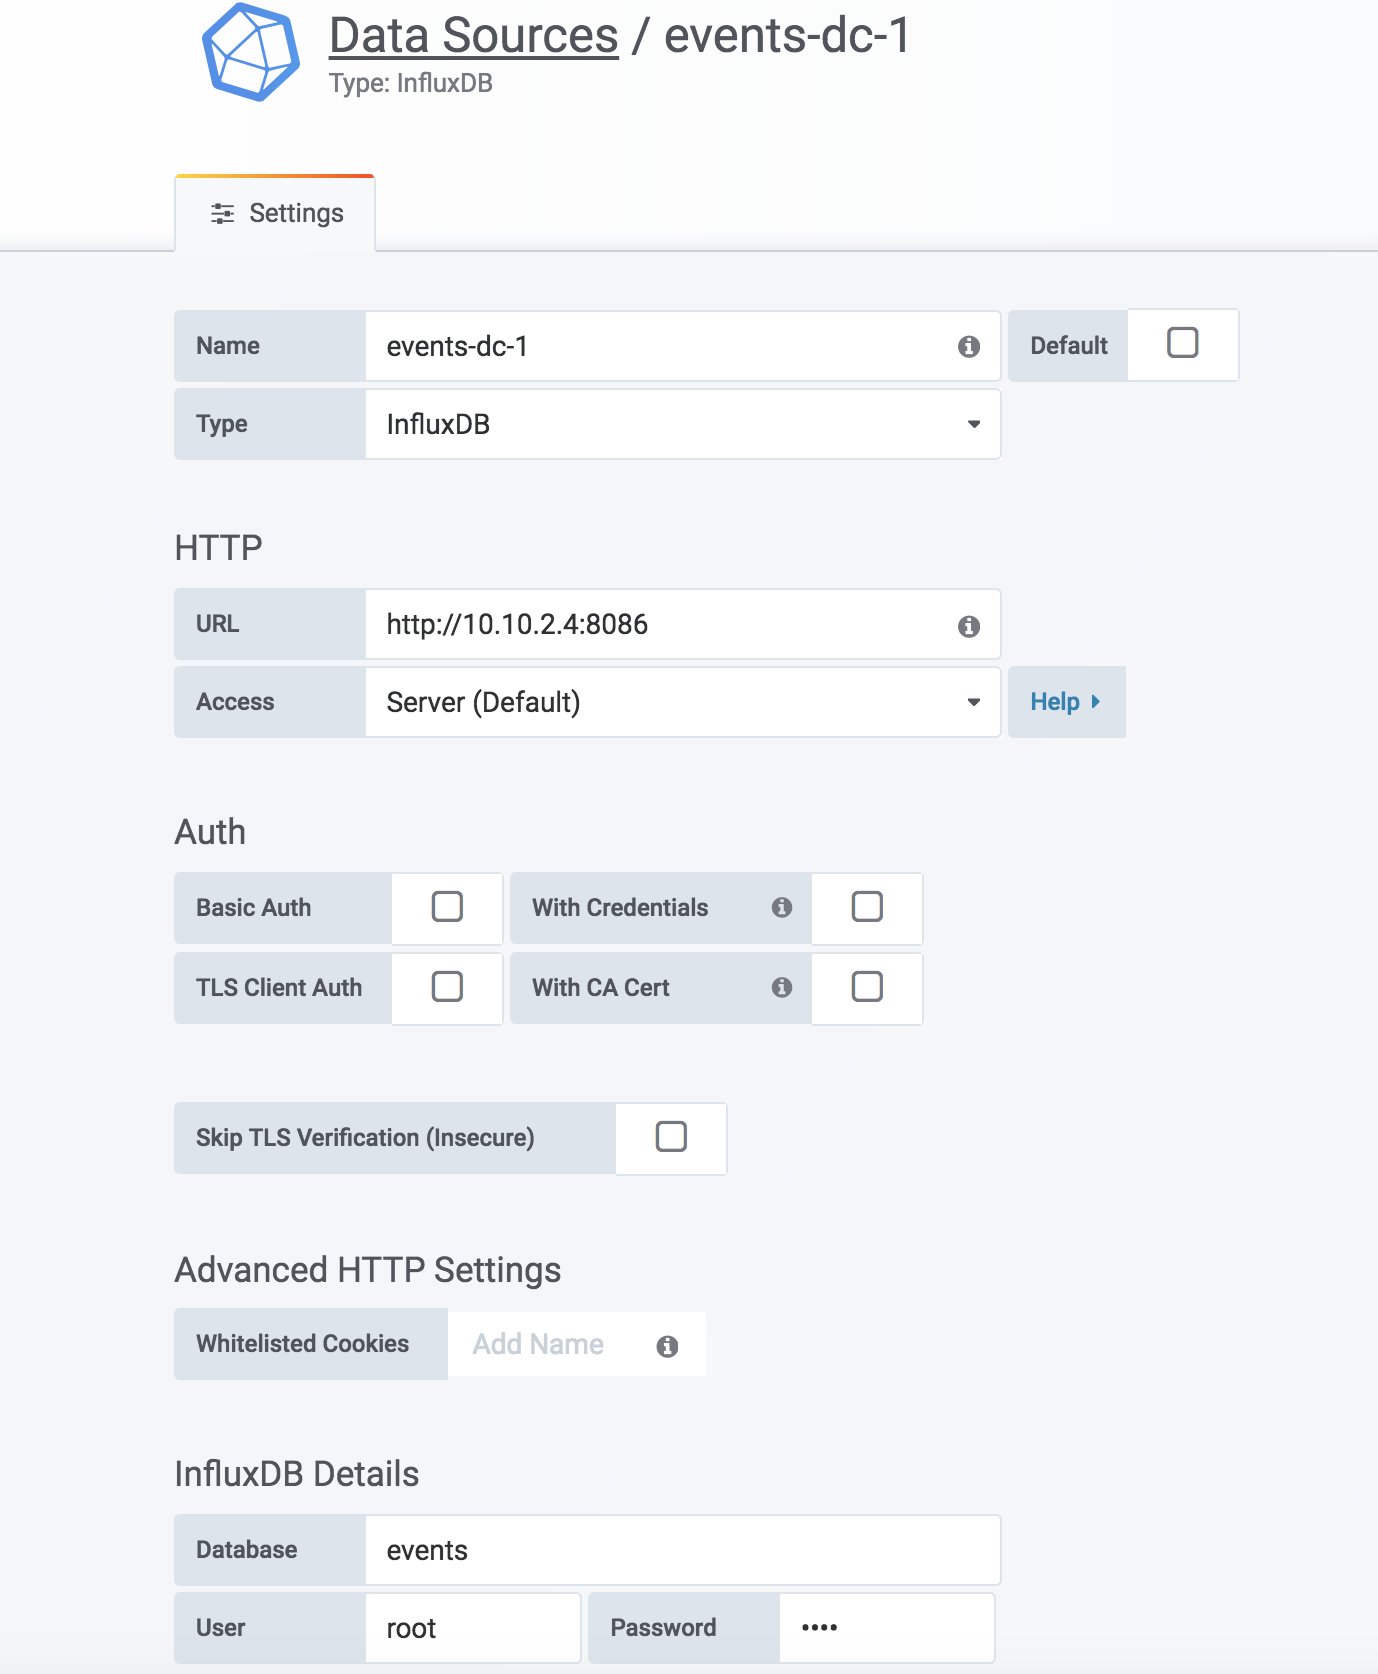 Data Sources / events-dc-1
Type: InfluxDB
Settings
Name events-dc-1 Default
Type InfluxDB
HTTP
URL http://10.10.2.4:8086
Access Server (Default) Help
Auth
Basic Auth With Credentials
TLS Client Auth With CA Cert
Skip TLS Verification (Insecure)
Advanced HTTP Settings
Whitelisted Cookies Add Name
InfluxDB Details
Database events
User root Password ••••